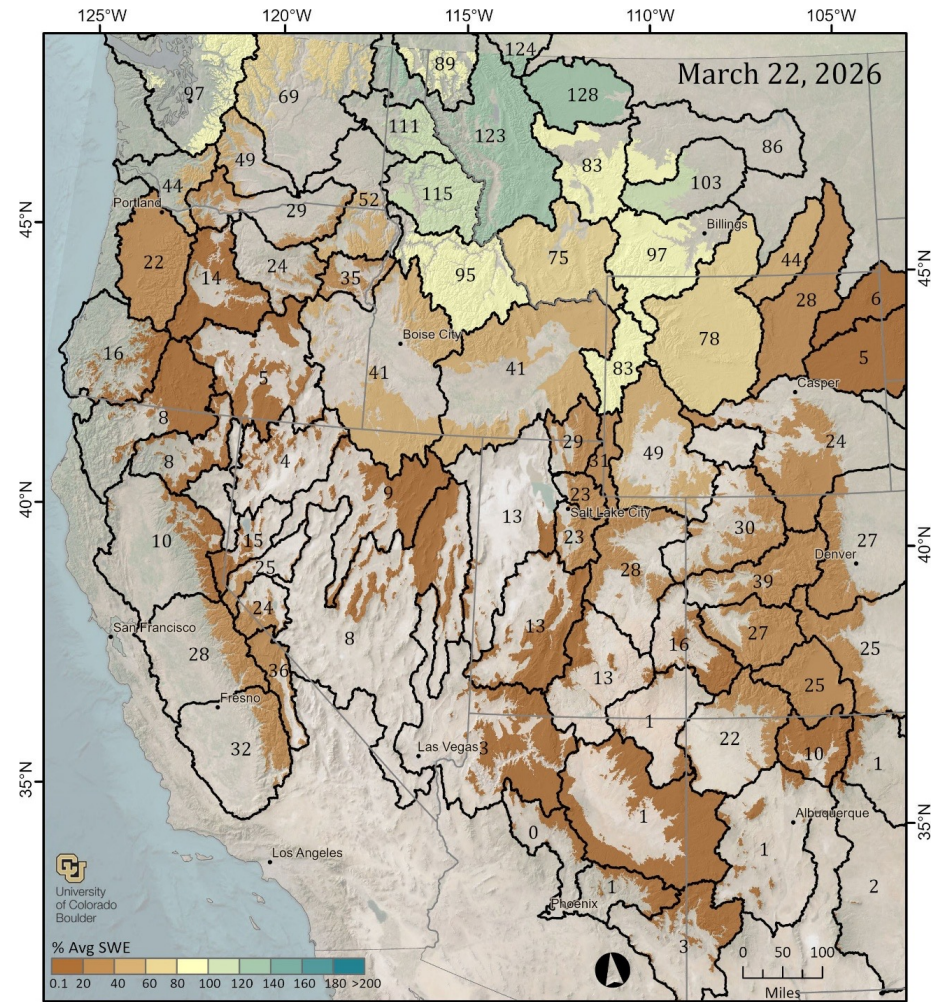 125°W 120°W 115°W 110°W 105°W
March 22, 2026
124
89
97
69
128
111
123
86
49
83
115
103
44
52
Portland
29
45°N
Billings
22
14
24
35
95
75
97
44
45°N
28
6
Boise City
78
16
5
41
41
83
5
Casper
8
24
29
49
8
4
31
9
23
40°N
Salt Lake City
13
10
15
23
30
27
40°N
Denver
25
28
39
24
San Francisco
13
27
8
16
25
28
36
13
25
Fresno
1
22
32
Las Vegas
3
10
1
35°N
1
Albuquerque
35°N
0
1
Los Angeles
1
2
University
of Colorado
Boulder
Phoenix
3
% Avg SWE
0 50 100
0.1 20 40 60 80 100 120 140 160 180 >200
Miles